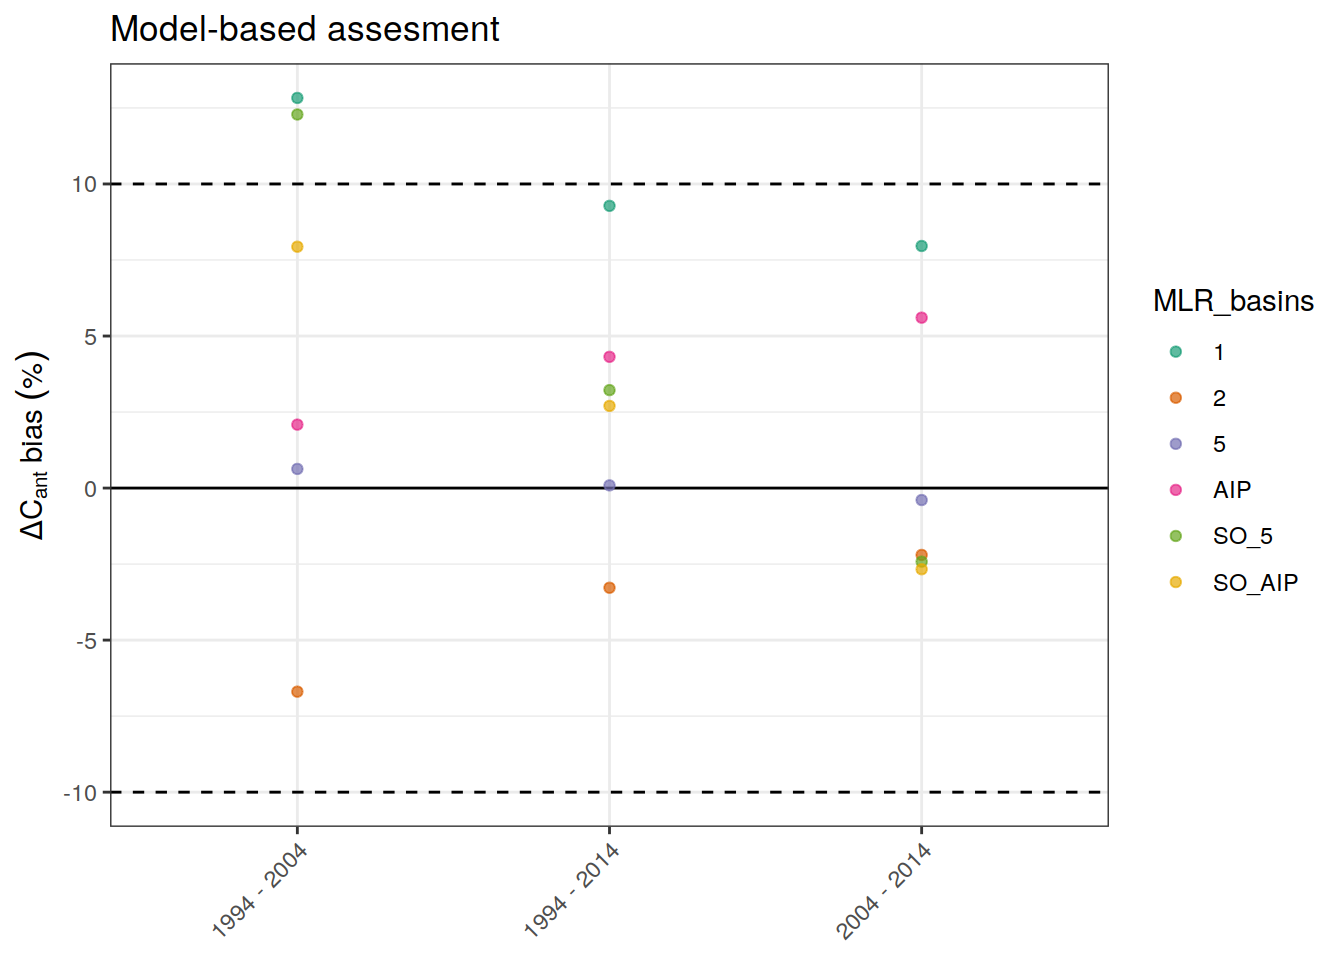 Model-based assesment
ΔCant bias (%)
10
5
0
-5
-10
1994 - 2004
1994 - 2014
2004 - 2014
MLR_basins
1
2
5
AIP
SO_5
SO_AIP